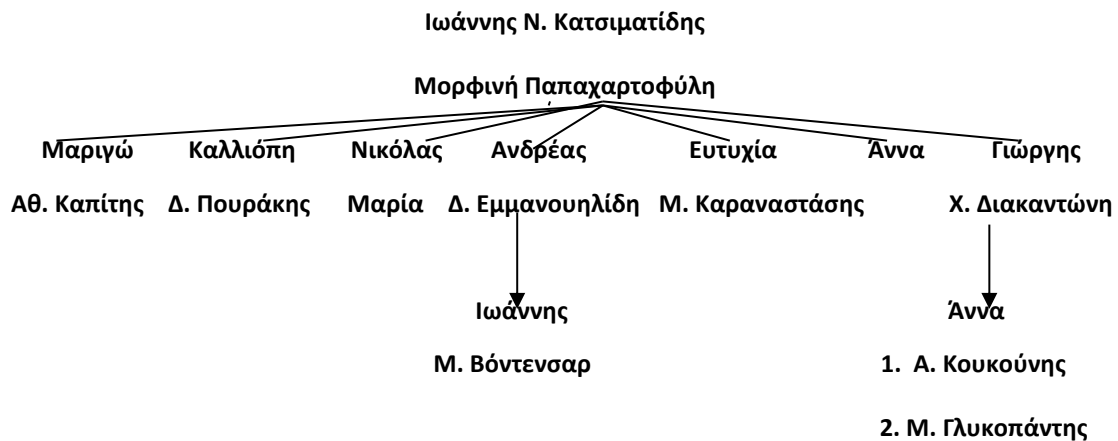 Ιωάννης Ν. Κατσιματίδης
Μορφινή Παπαχαρτοφύλη
Μαριγώ Καλλιόπη Νικόλας Ανδρέας Ευτυχία Άννα Γιώργης
Αθ. Καπίτης Δ. Πουράκης Μαρία Δ. Εμμανουηλίδη Μ. Καραναστάσης Χ. Διακαντώνη
Ιωάννης Άννα
Μ. Βόντενσαρ 1. Α. Κουκούνης
2. Μ. Γλυκοπάντης